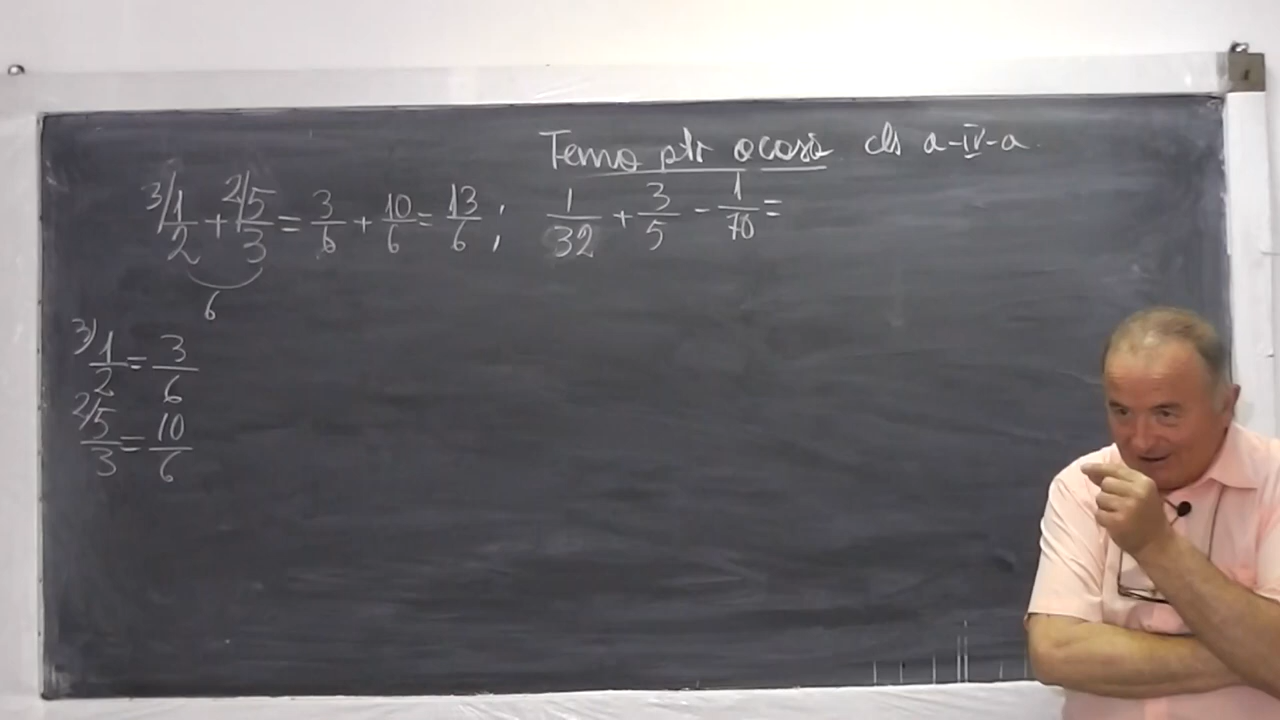 Tema ptr acasă cls a-IV-a
3/1/2 + 2/5/3 = 3/6 + 10/6 = 13/6 ; 1/32 + 3/5 - 1/70 =
6
3/1/2 = 3/6
2/5/3 = 10/6